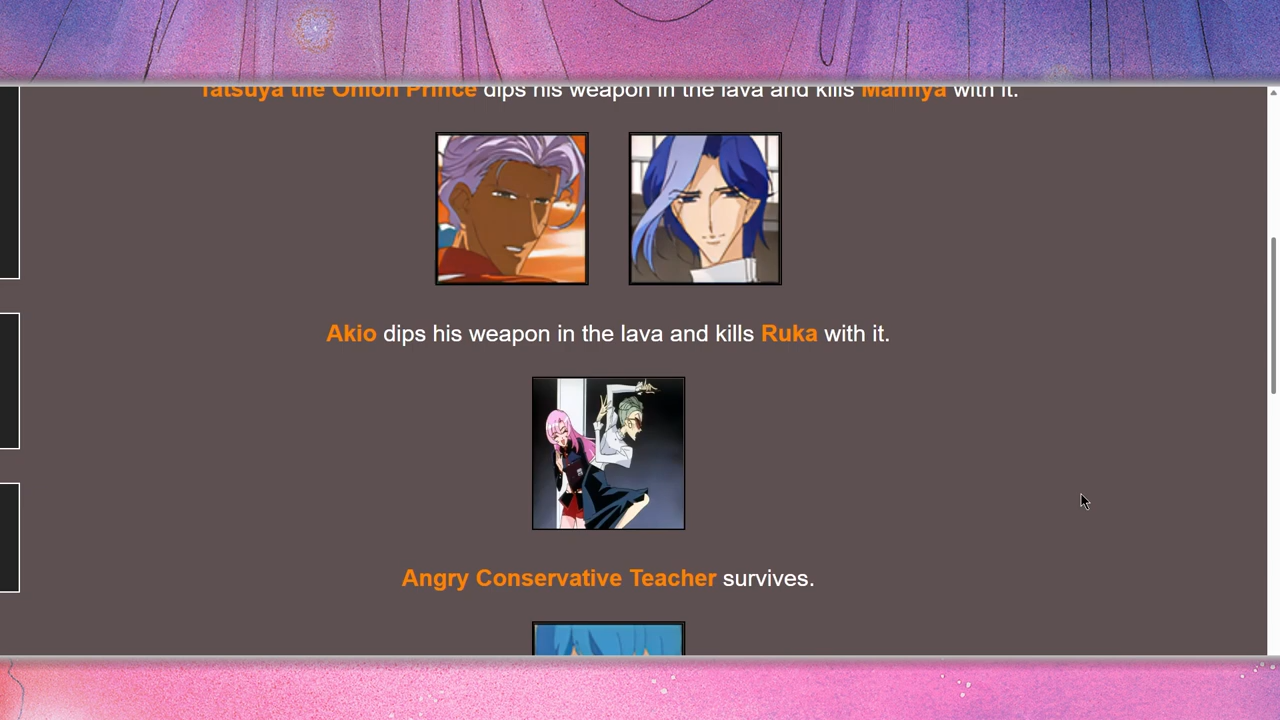 Tatsuya the Onion Prince dips his weapon in the lava and kills Mamiya with it.
Akio dips his weapon in the lava and kills Ruka with it.
Angry Conservative Teacher survives.